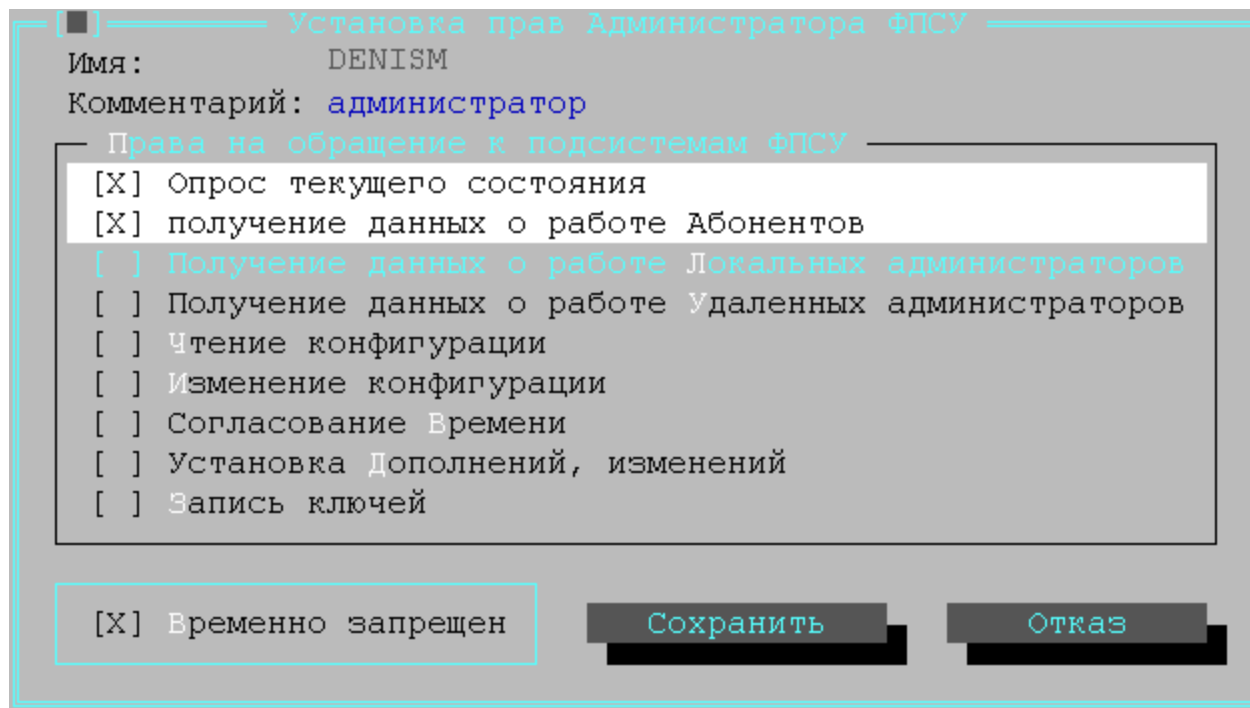 [■] Установка прав Администратора ФПСУ
Имя: DENISM
Комментарий: администратор
Права на обращение к подсистемам ФПСУ
[X] Опрос текущего состояния
[X] получение данных о работе Абонентов
[ ] Получение данных о работе Локальных администраторов
[ ] Получение данных о работе Удаленных администраторов
[ ] Чтение конфигурации
[ ] Изменение конфигурации
[ ] Согласование Времени
[ ] Установка Дополнений, изменений
[ ] Запись ключей
[X] Временно запрещен Сохранить Отказ